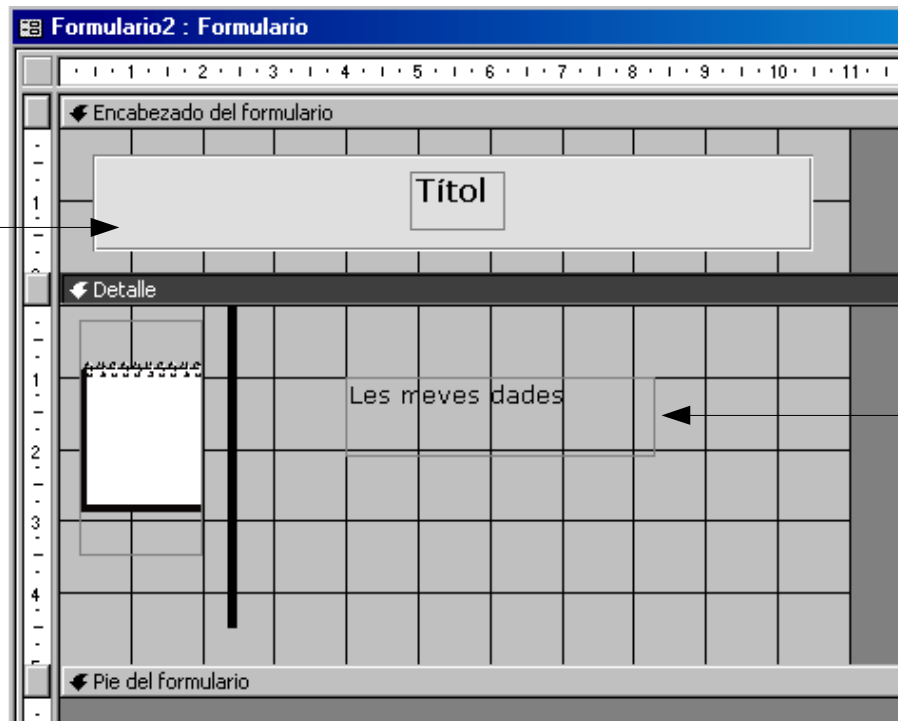 Formulario2 : Formulario
1 2 3 4 5 6 7 8 9 10 11
Encabezado del formulario
Títol
1
Detalle
Les meves dades
1
2
3
4
Pie del formulario